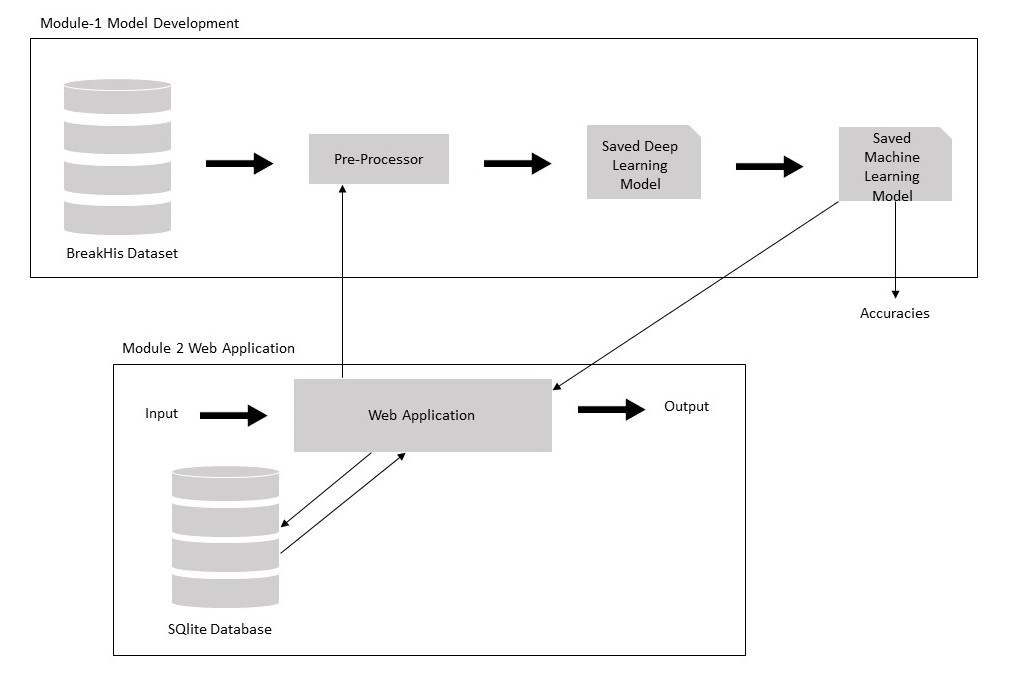 Module-1 Model Development
Pre-Processor
Saved Deep
Learning
Model
Saved
Machine
Learning
Model
BreakHis Dataset
Accuracies
Module 2 Web Application
Input
Web Application
Output
SQlite Database